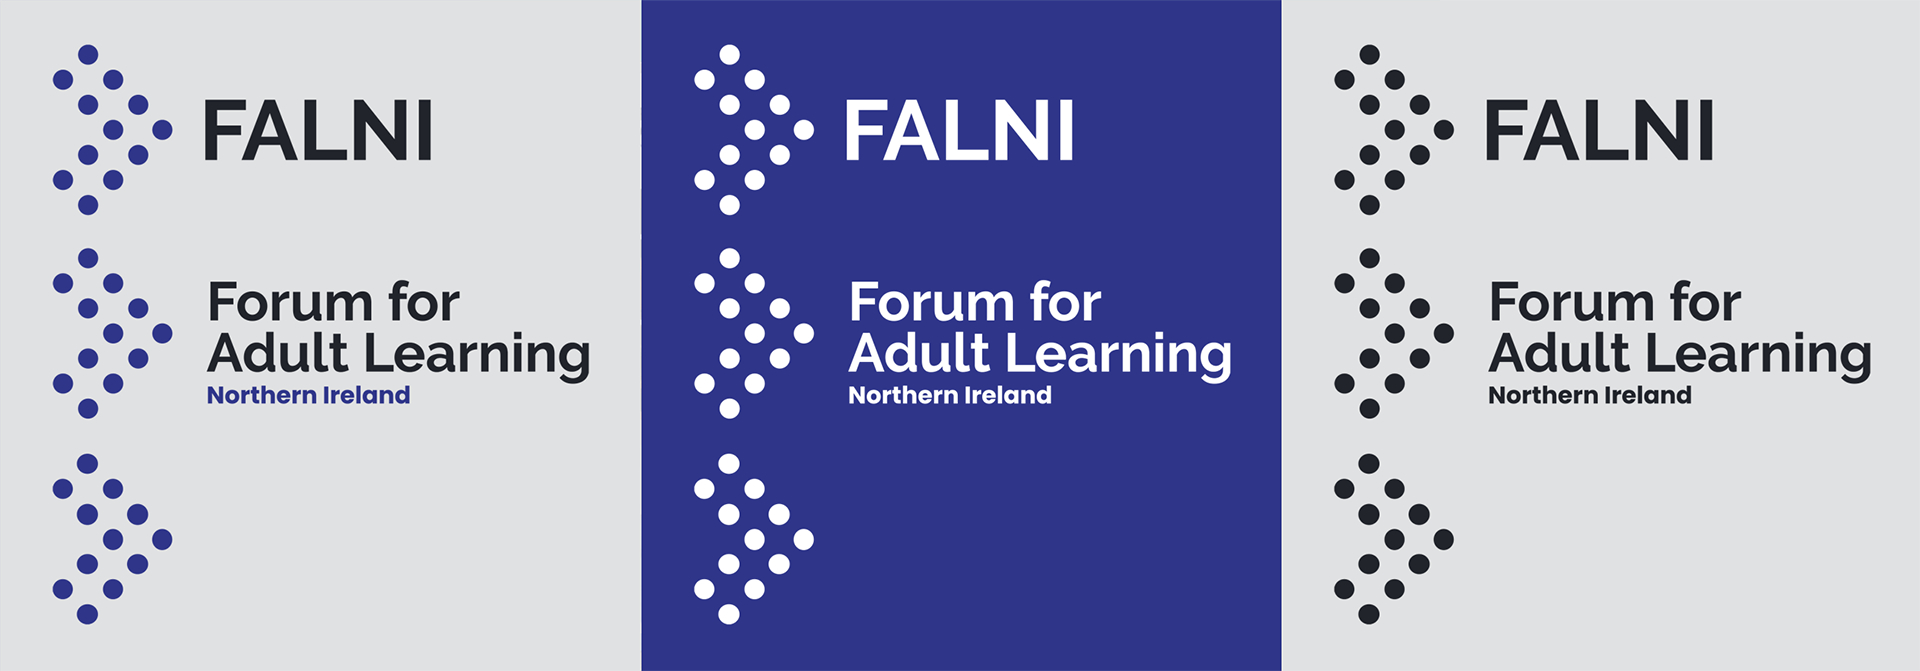 FALNI
Forum for
Adult Learning
Northern Ireland
FALNI
Forum for
Adult Learning
Northern Ireland
FALNI
Forum for
Adult Learning
Northern Ireland